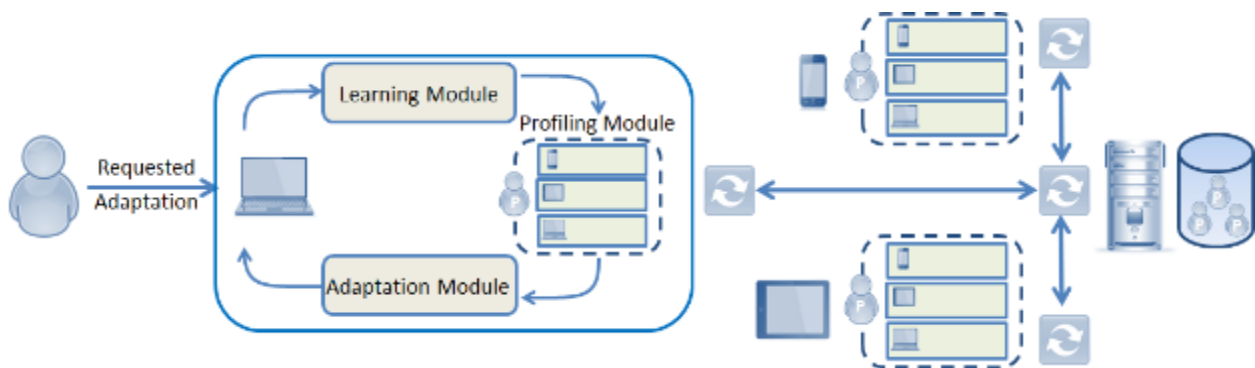 Learning Module
Profiling Module
Requested
Adaptation
P
Adaptation Module
P
P
P
P
P